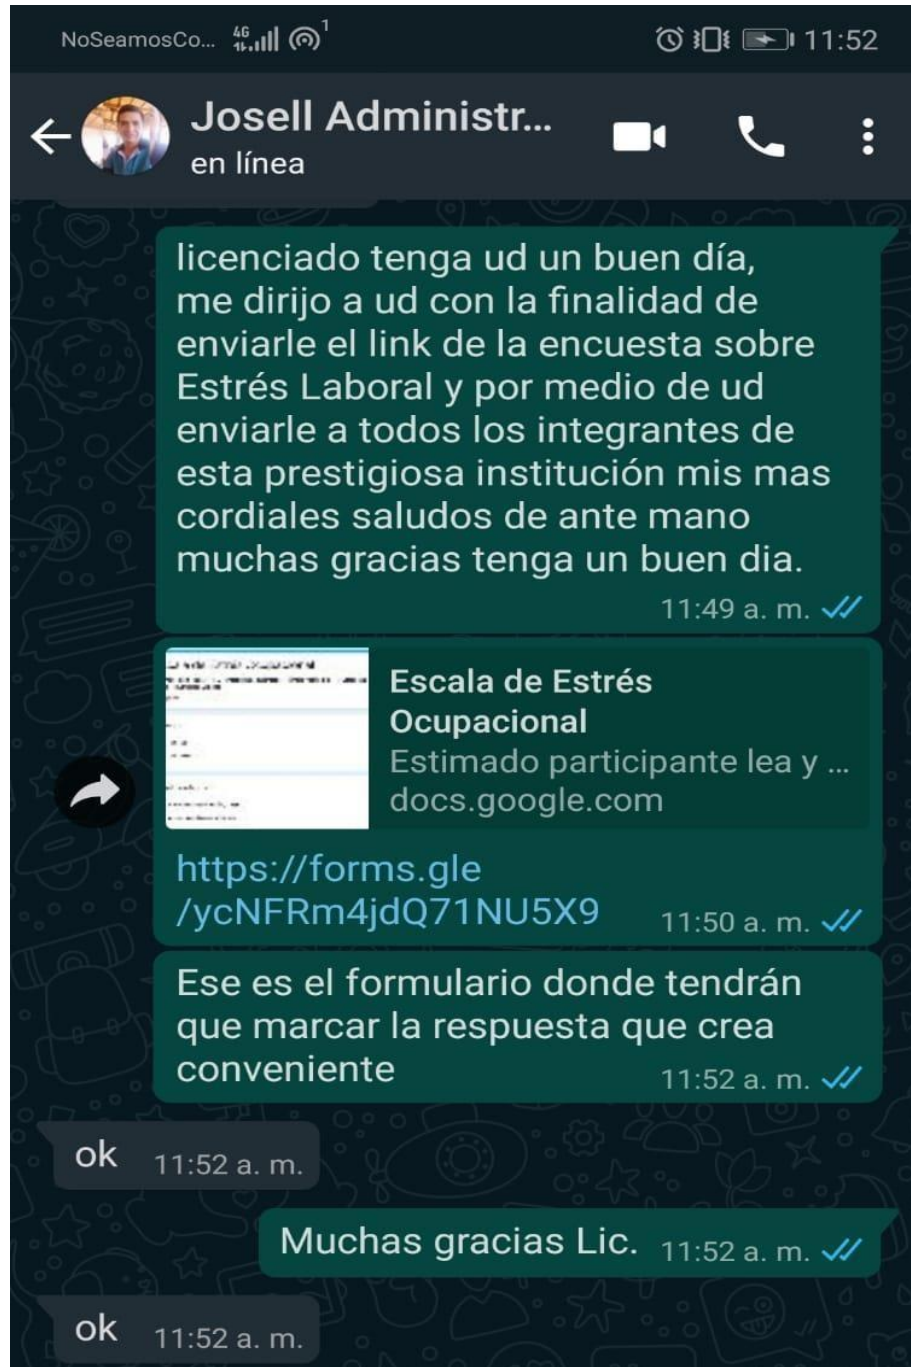 NoSeamosCo... 4G 1 11:52
Josell Administr...
en línea
licenciado tenga ud un buen día,
me dirijo a ud con la finalidad de
enviarle el link de la encuesta sobre
Estrés Laboral y por medio de ud
enviarle a todos los integrantes de
esta prestigiosa institución mis mas
cordiales saludos de ante mano
muchas gracias tenga un buen dia.
11:49 a. m.
Escala de Estrés
Ocupacional
Estimado participante lea y ...
docs.google.com
https://forms.gle
/ycNFRm4jdQ71NU5X9 11:50 a. m.
Ese es el formulario donde tendrán
que marcar la respuesta que crea
conveniente 11:52 a. m.
ok 11:52 a. m.
Muchas gracias Lic. 11:52 a. m.
ok 11:52 a. m.